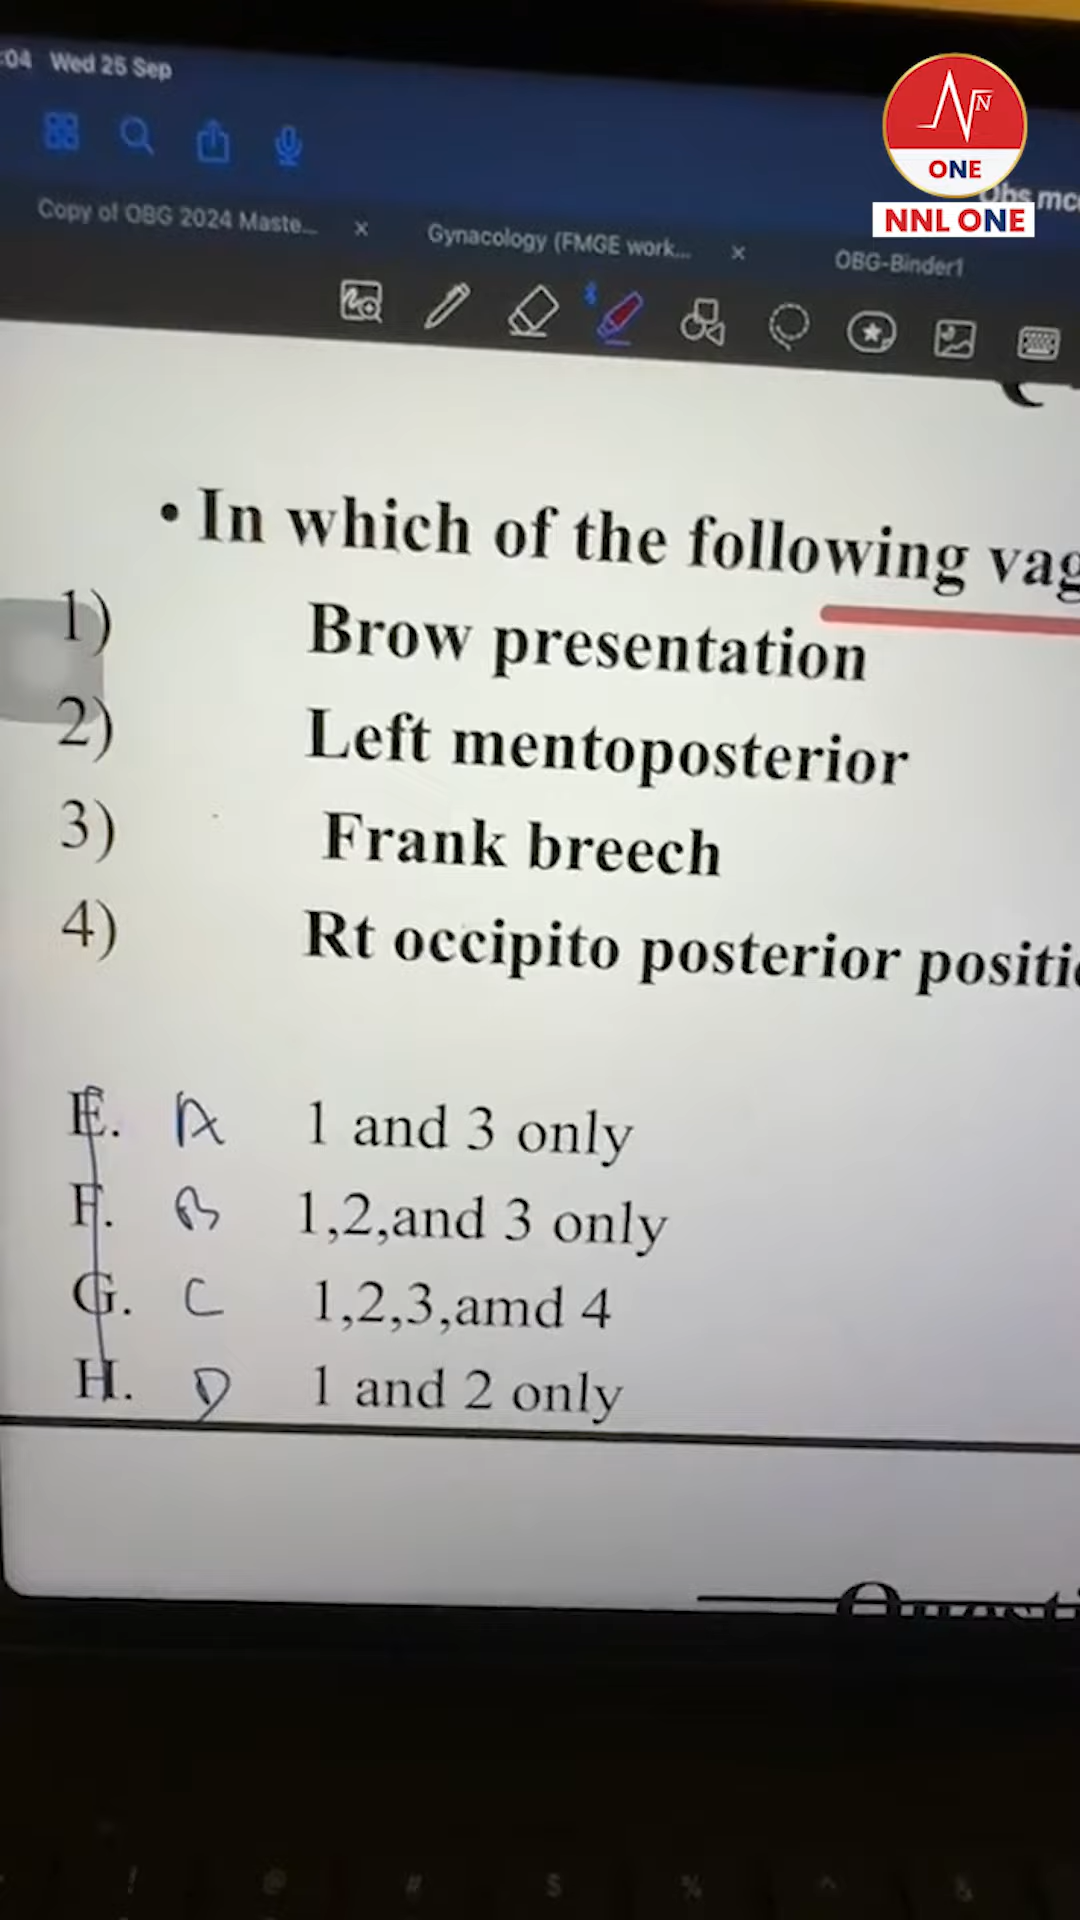 :04 Wed 25 Sep
N
ONE
NNL ONE
Obs mc
Copy of OBG 2024 Maste...
Gynacology (FMGE work...
OBG-Binder1
• In which of the following vag
1) Brow presentation
2) Left mentoposterior
3) Frank breech
4) Rt occipito posterior positi
E. A 1 and 3 only
F. B 1,2,and 3 only
G. C 1,2,3,amd 4
H. D 1 and 2 only
! @ # $ % ^ &